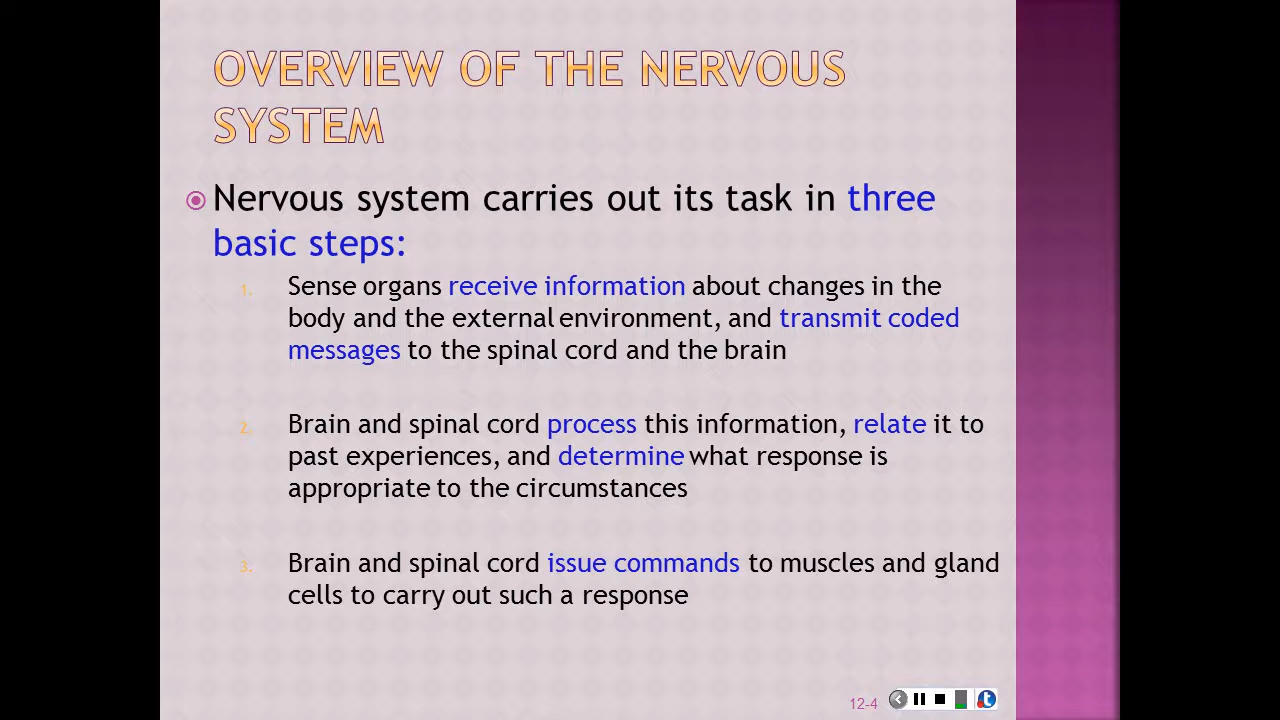 OVERVIEW OF THE NERVOUS
SYSTEM
Nervous system carries out its task in three
basic steps:
1. Sense organs receive information about changes in the
body and the external environment, and transmit coded
messages to the spinal cord and the brain
2. Brain and spinal cord process this information, relate it to
past experiences, and determine what response is
appropriate to the circumstances
3. Brain and spinal cord issue commands to muscles and gland
cells to carry out such a response
12-4
t